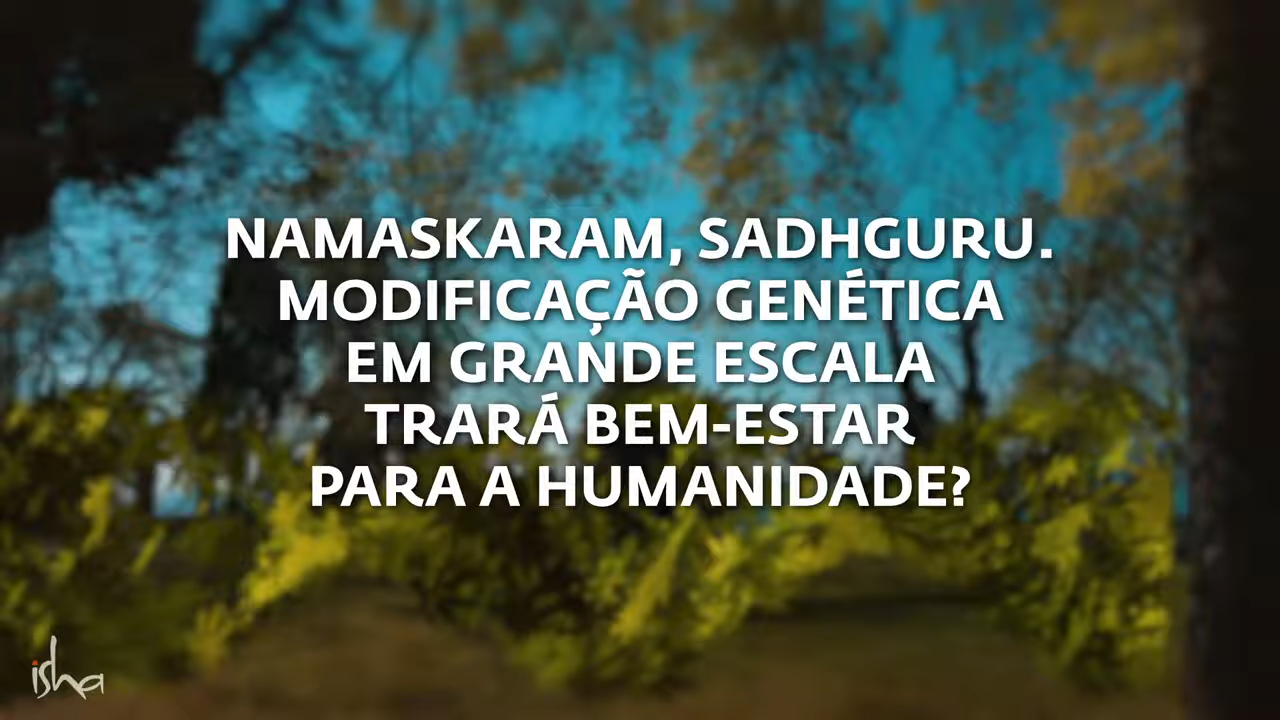 NAMASKARAM, SADHGURU.
MODIFICAÇÃO GENÉTICA
EM GRANDE ESCALA
TRARÁ BEM-ESTAR
PARA A HUMANIDADE?
isha